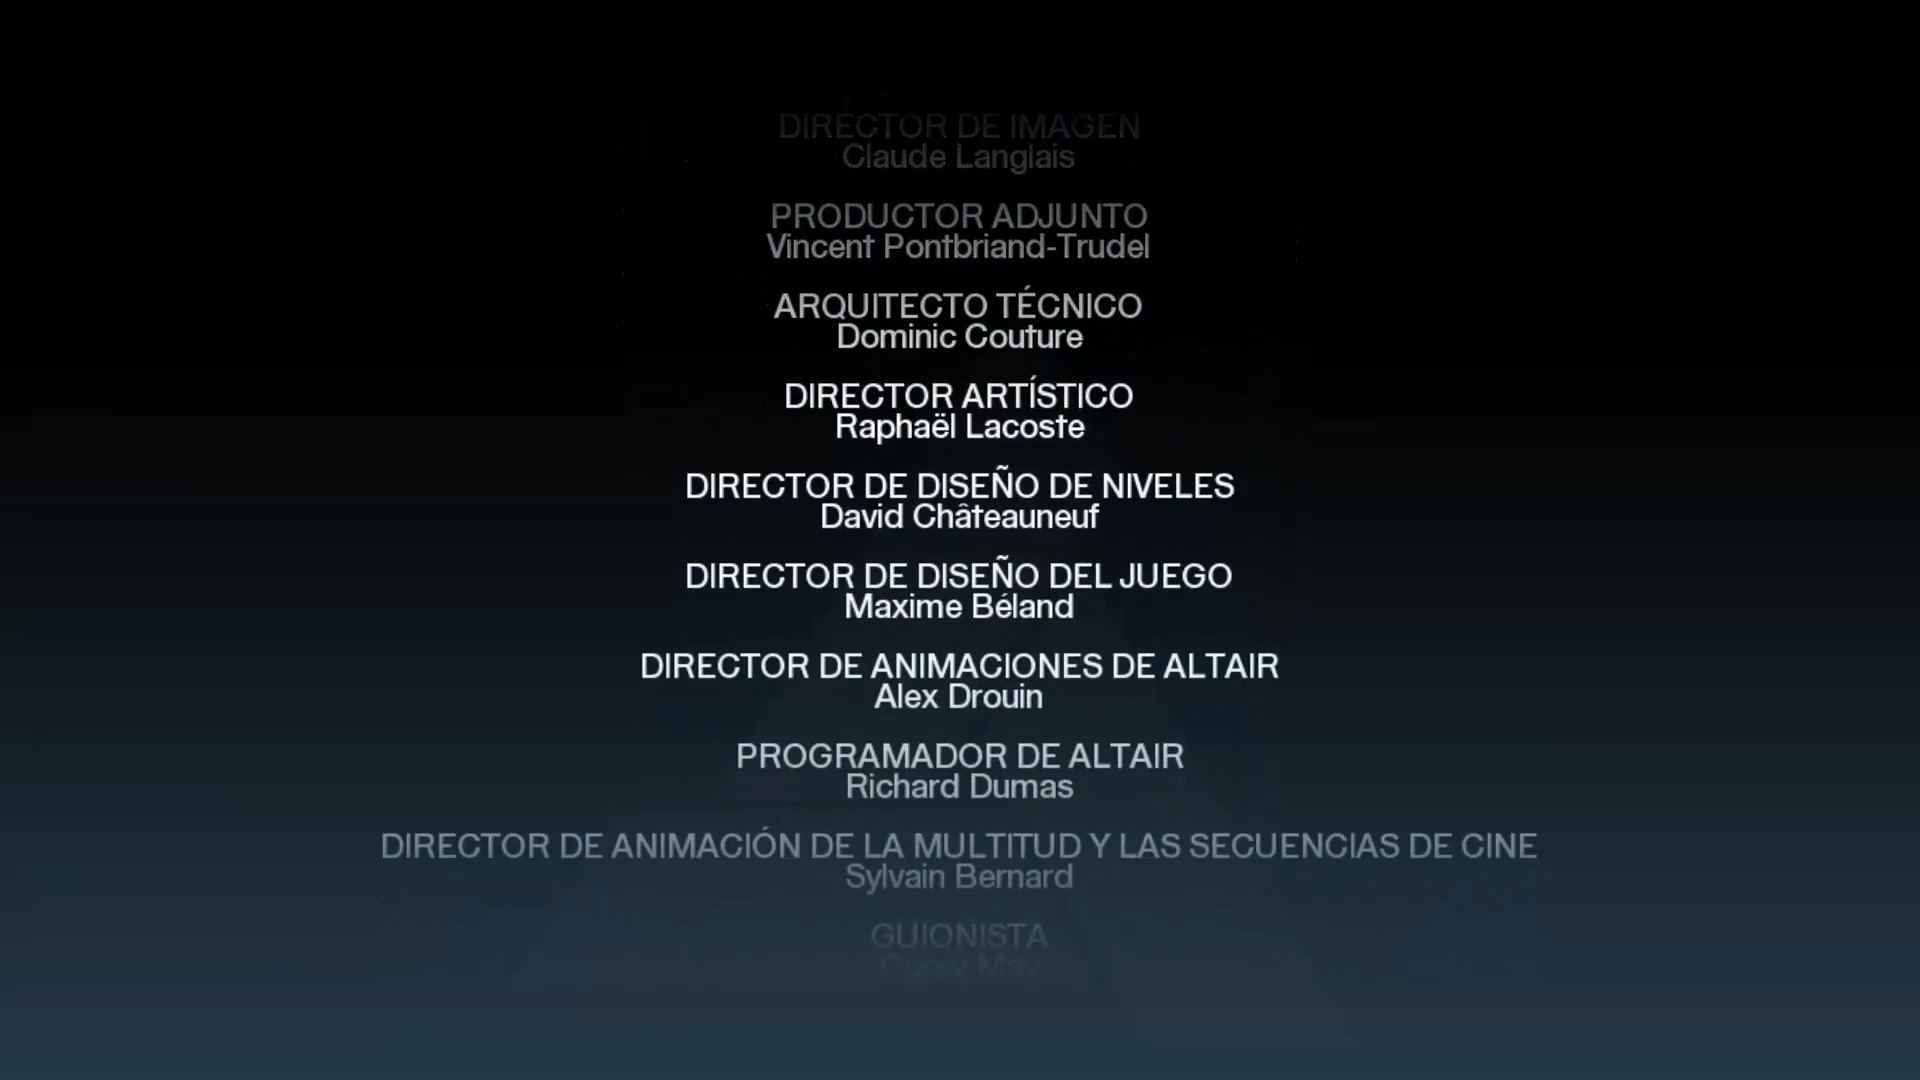 DIRECTOR DE IMAGEN
Claude Langlais
PRODUCTOR ADJUNTO
Vincent Pontbriand-Trudel
ARQUITECTO TÉCNICO
Dominic Couture
DIRECTOR ARTÍSTICO
Raphaël Lacoste
DIRECTOR DE DISEÑO DE NIVELES
David Châteauneuf
DIRECTOR DE DISEÑO DEL JUEGO
Maxime Béland
DIRECTOR DE ANIMACIONES DE ALTAIR
Alex Drouin
PROGRAMADOR DE ALTAIR
Richard Dumas
DIRECTOR DE ANIMACIÓN DE LA MULTITUD Y LAS SECUENCIAS DE CINE
Sylvain Bernard
GUIONISTA